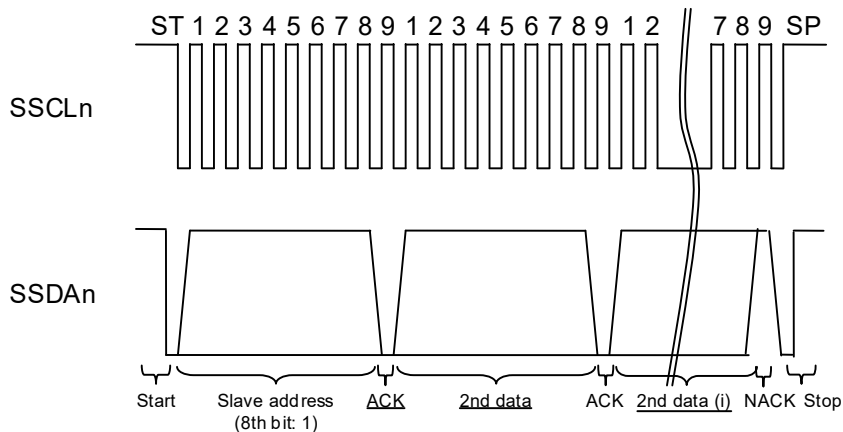 ST 1 2 3 4 5 6 7 8 9 1 2 3 4 5 6 7 8 9 1 2 7 8 9 SP
SSCLn
SSDAn
Start Slave address ACK 2nd data ACK 2nd data (i) NACK Stop
(8th bit: 1)